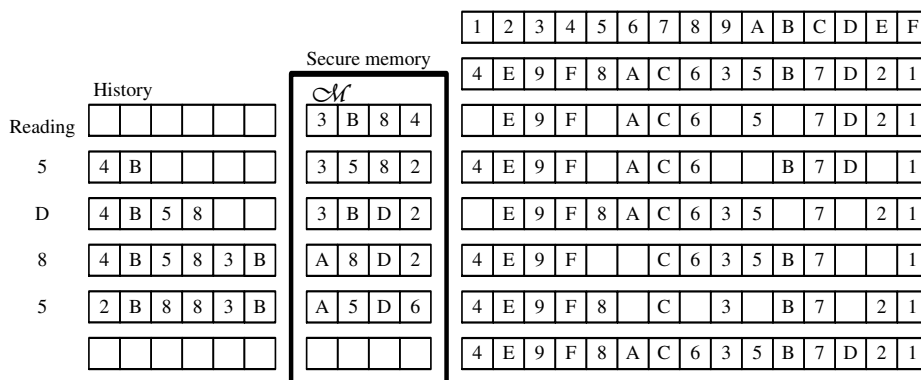 1 2 3 4 5 6 7 8 9 A B C D E F
Secure memory
4 E 9 F 8 A C 6 3 5 B 7 D 2 1
History
ℳ
Reading 3 B 8 4 E 9 F A C 6 5 7 D 2 1
5 4 B 3 5 8 2 4 E 9 F A C 6 B 7 D 1
D 4 B 5 8 3 B D 2 E 9 F 8 A C 6 3 5 7 2 1
8 4 B 5 8 3 B A 8 D 2 4 E 9 F C 6 3 5 B 7 1
5 2 B 8 8 3 B A 5 D 6 4 E 9 F 8 C 3 B 7 2 1
4 E 9 F 8 A C 6 3 5 B 7 D 2 1